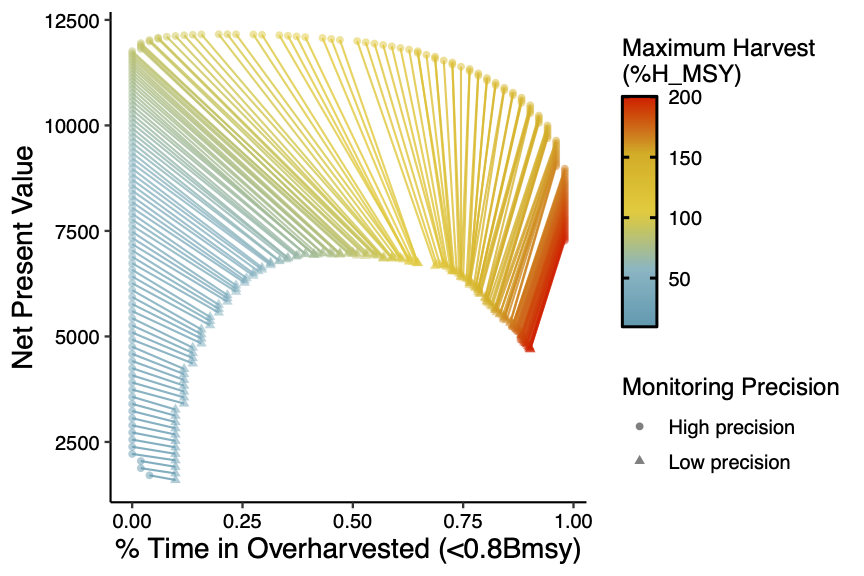 12500
10000
7500
5000
2500
Net Present Value
0.00 0.25 0.50 0.75 1.00
% Time in Overharvested (<0.8Bmsy)
Maximum Harvest
(%H_MSY)
200
150
100
50
Monitoring Precision
High precision
Low precision